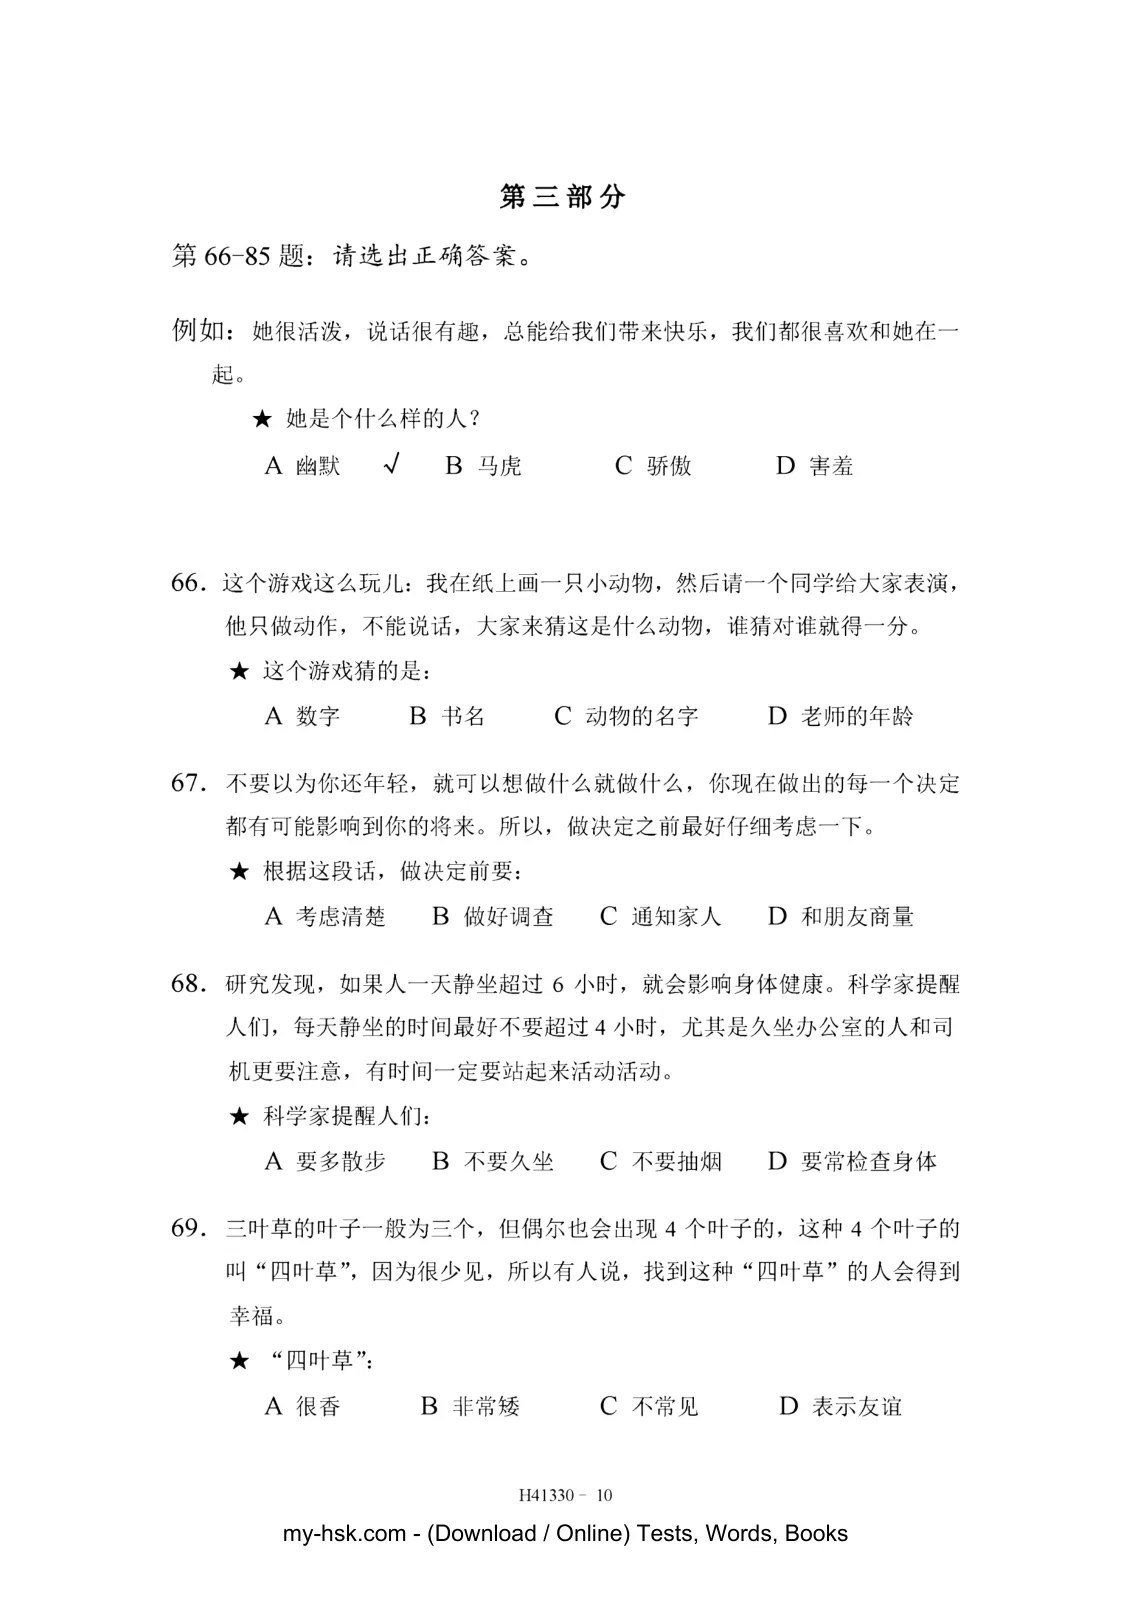 第三部分
第 66-85 题：请选出正确答案。
例如：她很活泼，说话很有趣，总能给我们带来快乐，我们都很喜欢和她在一
起。
★ 她是个什么样的人？
A 幽默 √ B 马虎 C 骄傲 D 害羞
66．这个游戏这么玩儿：我在纸上画一只小动物，然后请一个同学给大家表演，
他只做动作，不能说话，大家来猜这是什么动物，谁猜对谁就得一分。
★ 这个游戏猜的是：
A 数字 B 书名 C 动物的名字 D 老师的年龄
67．不要以为你还年轻，就可以想做什么就做什么，你现在做出的每一个决定
都有可能影响到你的将来。所以，做决定之前最好仔细考虑一下。
★ 根据这段话，做决定前要：
A 考虑清楚 B 做好调查 C 通知家人 D 和朋友商量
68．研究发现，如果人一天静坐超过 6 小时，就会影响身体健康。科学家提醒
人们，每天静坐的时间最好不要超过 4 小时，尤其是久坐办公室的人和司
机更要注意，有时间一定要站起来活动活动。
★ 科学家提醒人们：
A 要多散步 B 不要久坐 C 不要抽烟 D 要常检查身体
69．三叶草的叶子一般为三个，但偶尔也会出现 4 个叶子的，这种 4 个叶子的
叫“四叶草”，因为很少见，所以有人说，找到这种“四叶草”的人会得到
幸福。
★ “四叶草”：
A 很香 B 非常矮 C 不常见 D 表示友谊
H41330 - 10
my-hsk.com - (Download / Online) Tests, Words, Books